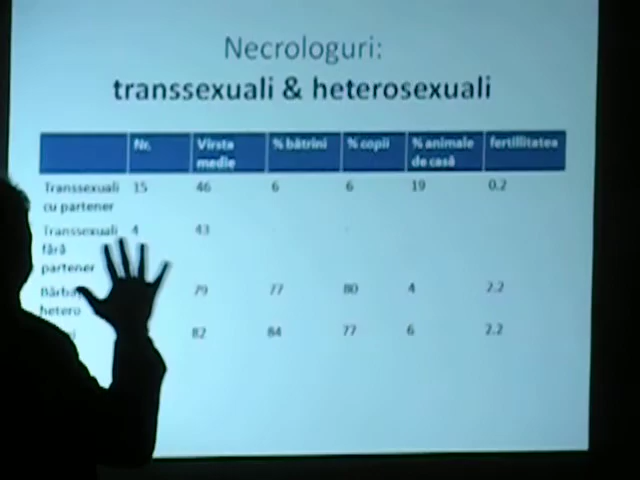 Necrologuri:
transsexuali & heterosexuali
Nr. Vîrsta medie % bătrîni % copii % animale de casă fertilitatea
Transsexuali cu partener 15 46 6 6 19 0.2
Transsexuali fără partener 4 43
hetero 79 77 80 4 2.2
82 84 77 6 2.2